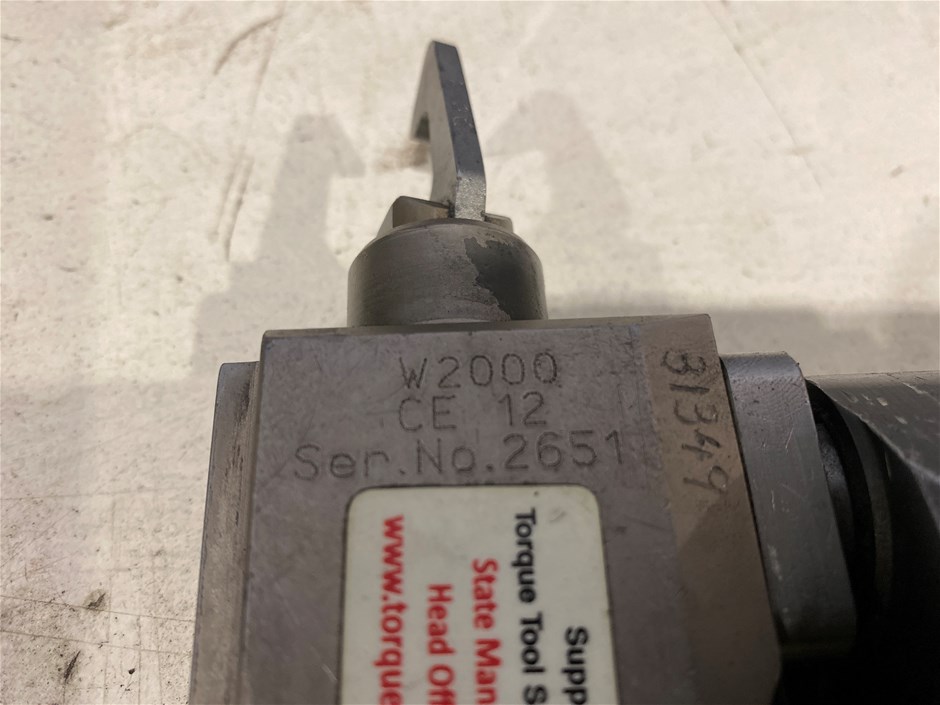 W2000
CE 12
Ser.No.2651
31349
Supp
Torque Tool S
State Man
Head Off
www.torque